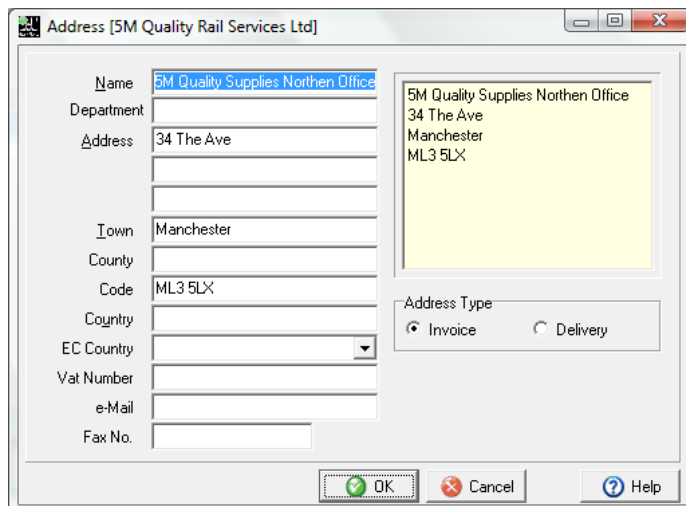 Address [5M Quality Rail Services Ltd]
Name 5M Quality Supplies Northen Office
Department
Address 34 The Ave
Town Manchester
County
Code ML3 5LX
Country
EC Country
Vat Number
e-Mail
Fax No.
5M Quality Supplies Northen Office
34 The Ave
Manchester
ML3 5LX
Address Type
Invoice Delivery
OK Cancel Help